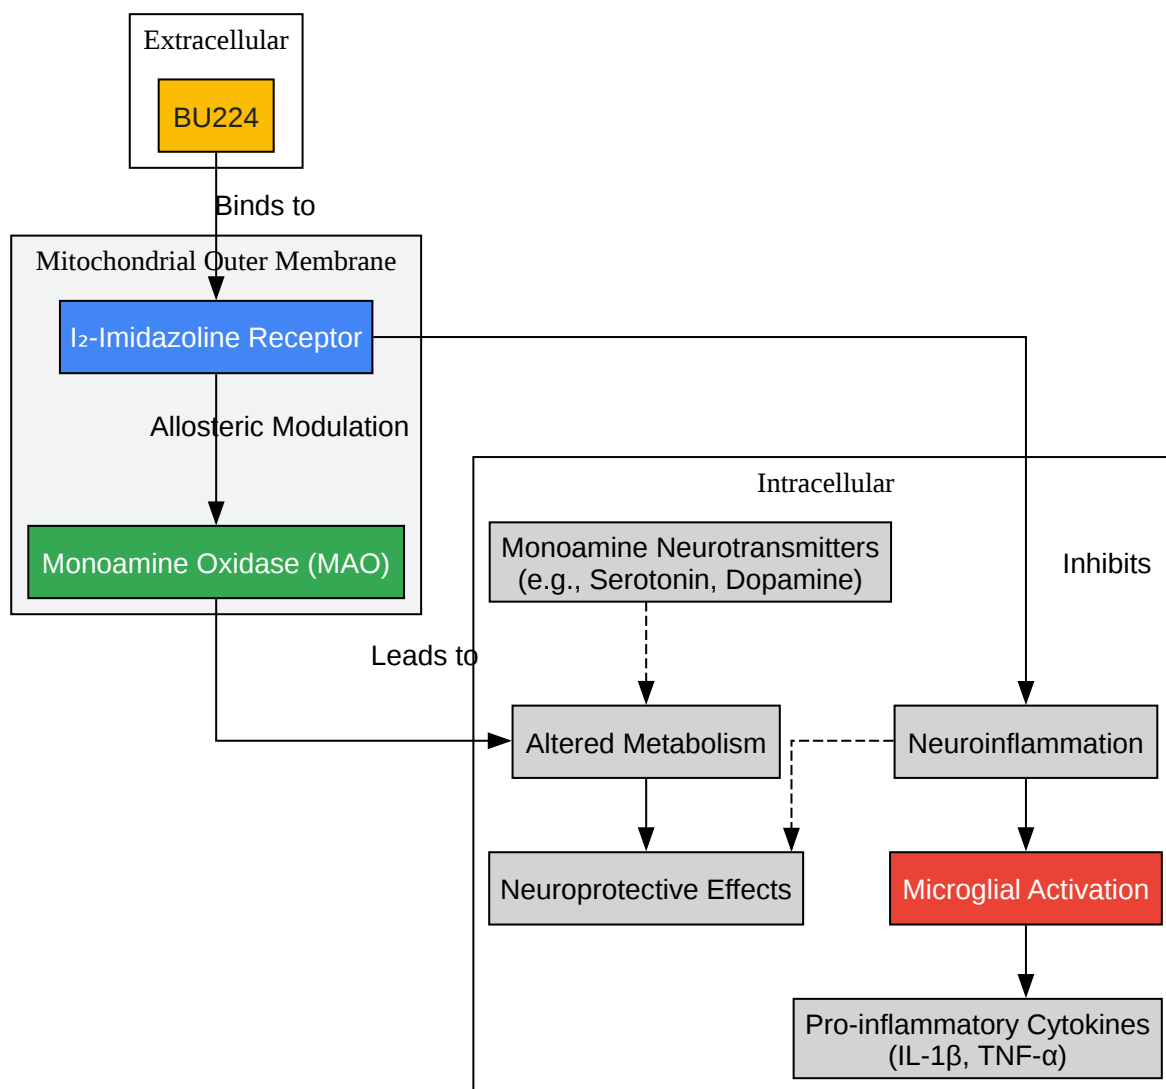 Extracellular
BU224
Binds to
Mitochondrial Outer Membrane
I₂-Imidazoline Receptor
Allosteric Modulation
Monoamine Oxidase (MAO)
Intracellular
Monoamine Neurotransmitters
(e.g., Serotonin, Dopamine)
Inhibits
Leads to
Altered Metabolism
Neuroinflammation
Neuroprotective Effects
Microglial Activation
Pro-inflammatory Cytokines
(IL-1β, TNF-α)